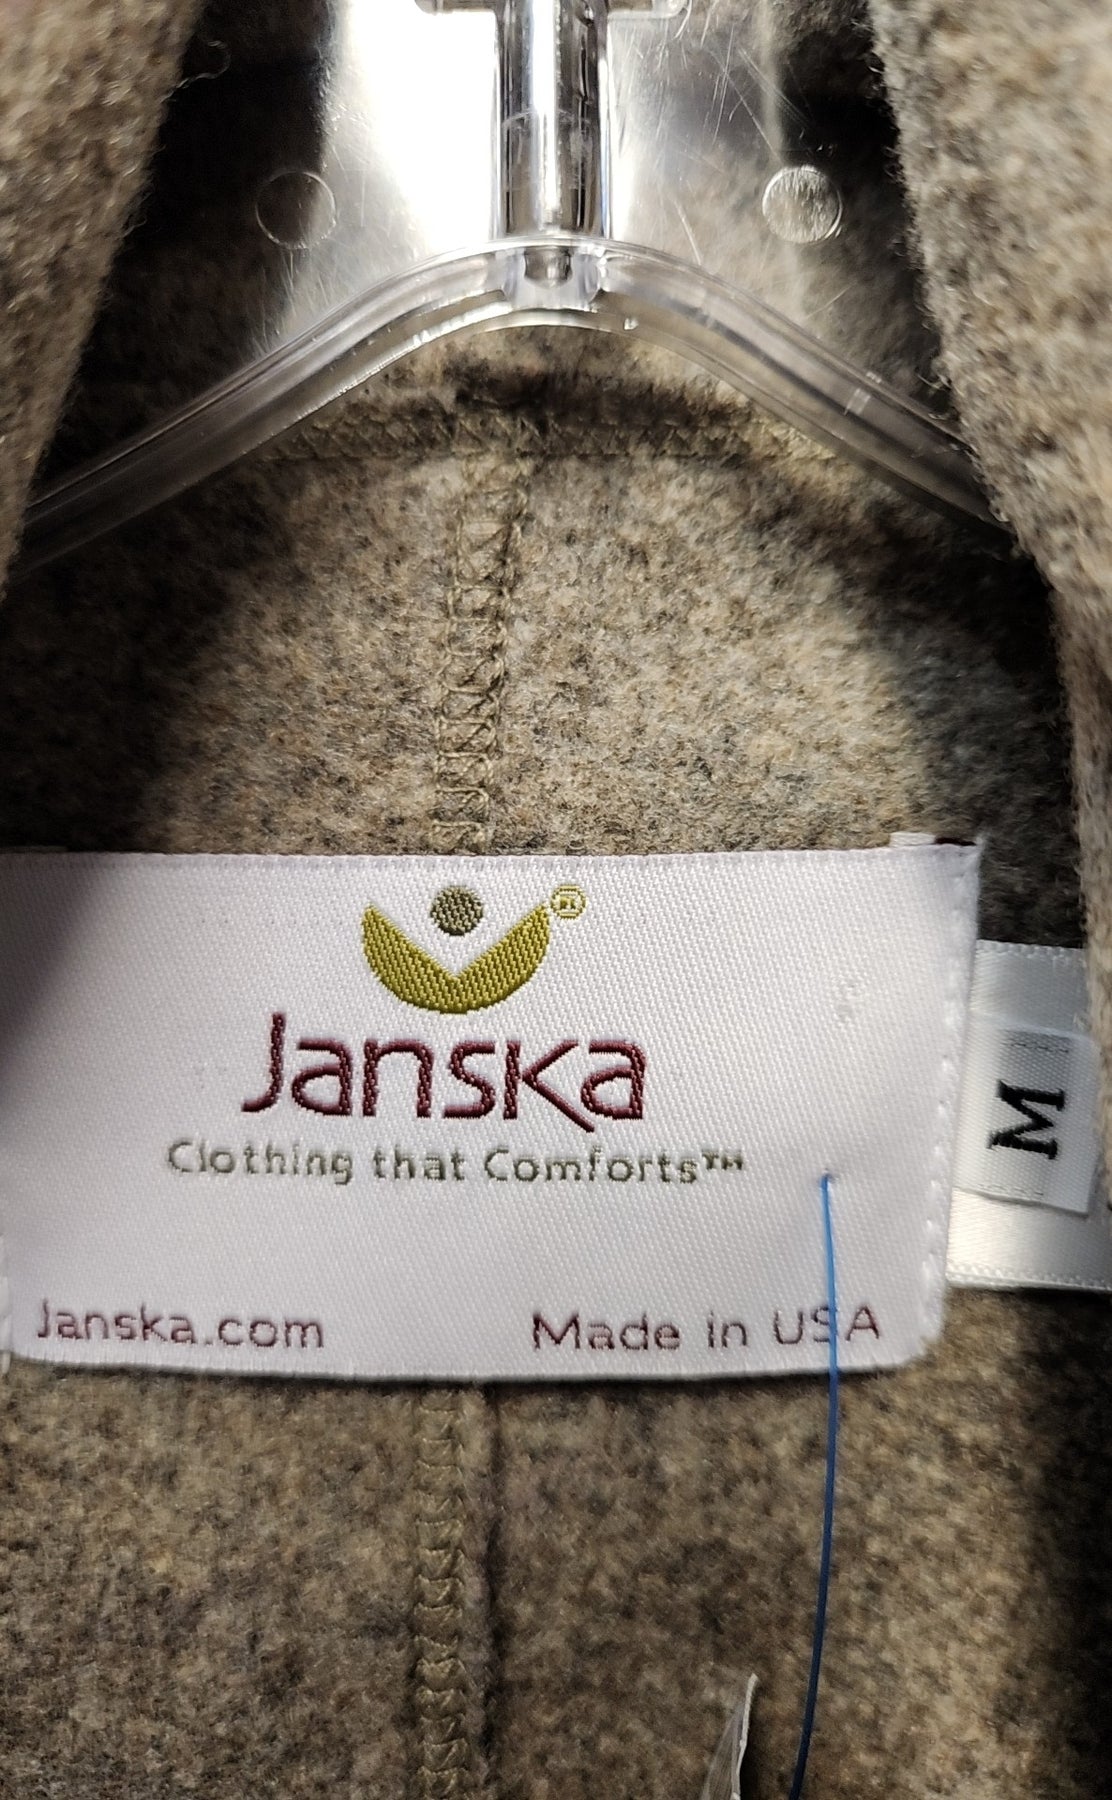 ®
Janska
Clothing that Comforts™
Janska.com
Made in USA
M